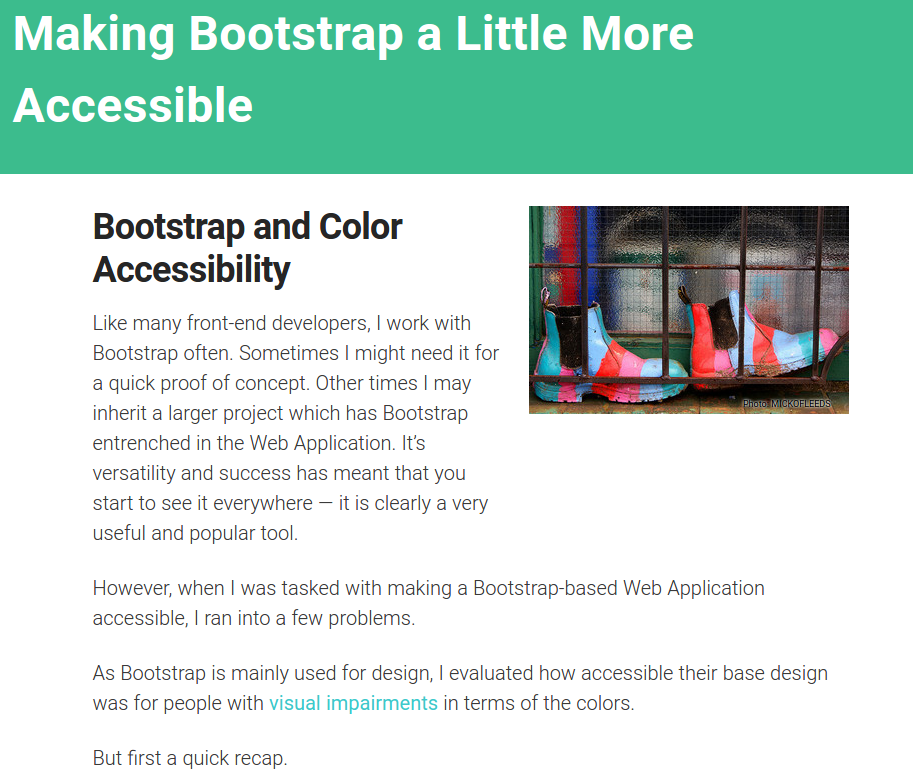 Making Bootstrap a Little More
Accessible
Bootstrap and Color
Accessibility
Like many front-end developers, I work with
Bootstrap often. Sometimes I might need it for
a quick proof of concept. Other times I may
inherit a larger project which has Bootstrap
entrenched in the Web Application. It’s
versatility and success has meant that you
start to see it everywhere — it is clearly a very
useful and popular tool.
Photo: MICKOFLEEDS
However, when I was tasked with making a Bootstrap-based Web Application
accessible, I ran into a few problems.
As Bootstrap is mainly used for design, I evaluated how accessible their base design
was for people with visual impairments in terms of the colors.
But first a quick recap.